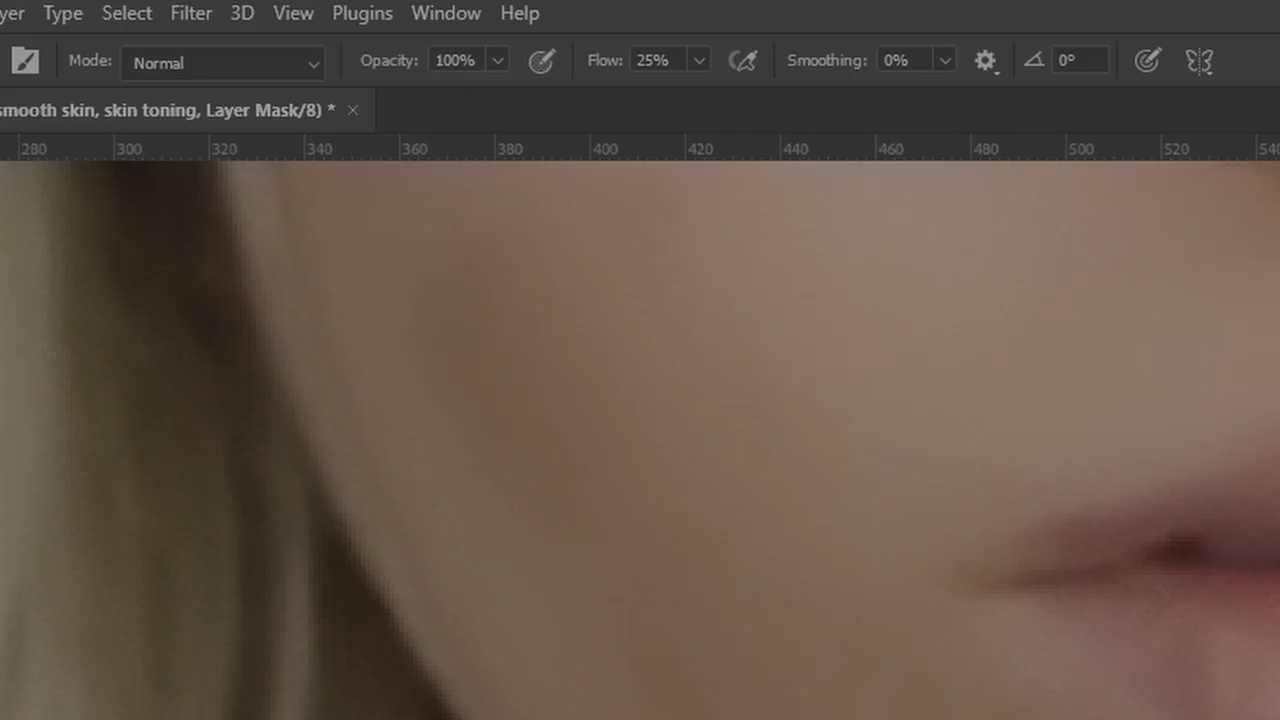 yer Type Select Filter 3D View Plugins Window Help
Mode: Normal Opacity: 100% Flow: 25% Smoothing: 0% 0°
smooth skin, skin toning, Layer Mask/8) * ×
280 300 320 340 360 380 400 420 440 460 480 500 520 540